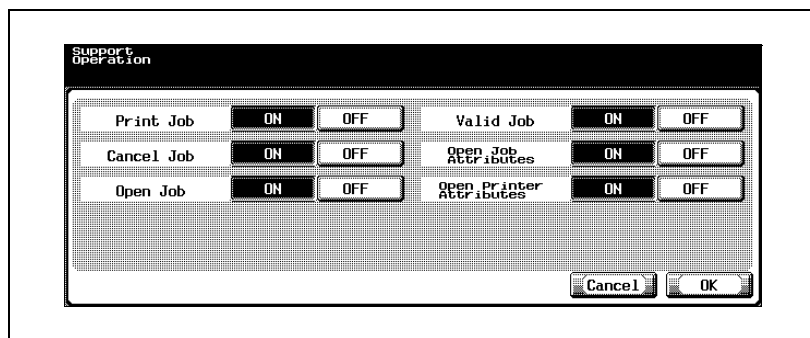 Support
Operation
Print Job ON OFF Valid Job ON OFF
Cancel Job ON OFF Open Job
Attributes ON OFF
Open Job ON OFF Open Printer
Attributes ON OFF
Cancel OK